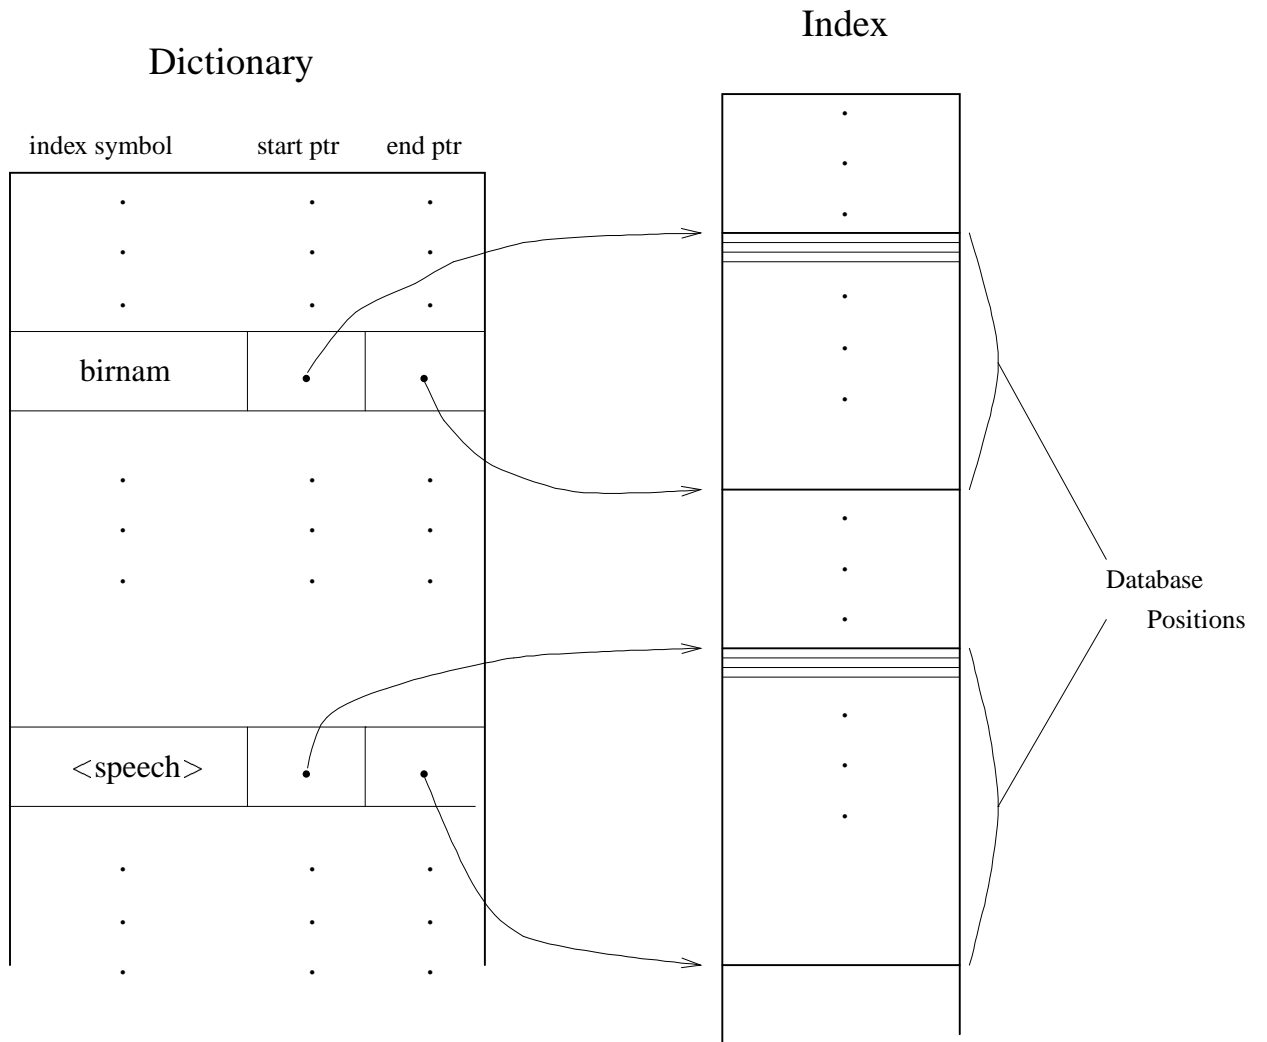 Dictionary
Index
index symbol start ptr end ptr
birnam
<speech>
Database
Positions